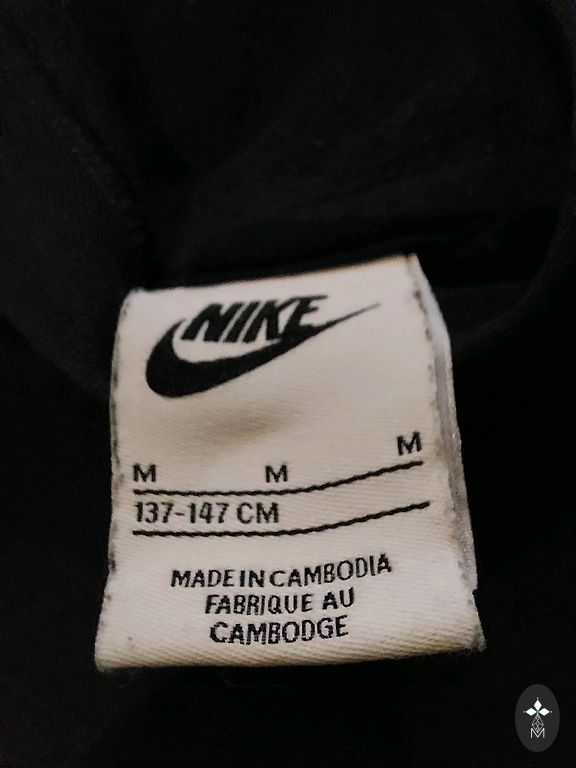 NIKE
M M M
137-147 CM
MADE IN CAMBODIA
FABRIQUE AU
CAMBODGE
M